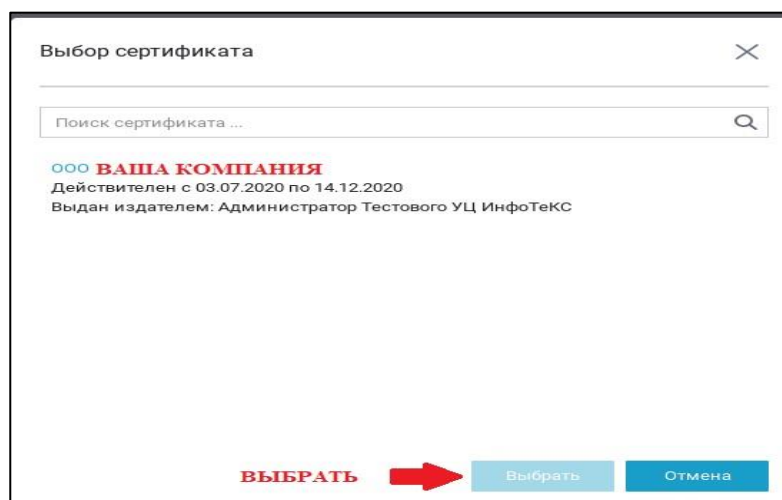 Выбор сертификата
Поиск сертификата ...
ООО ВАША КОМПАНИЯ
Действителен с 03.07.2020 по 14.12.2020
Выдан издателем: Администратор Тестового УЦ ИнфоТеКС
ВЫБРАТЬ Выбрать Отмена